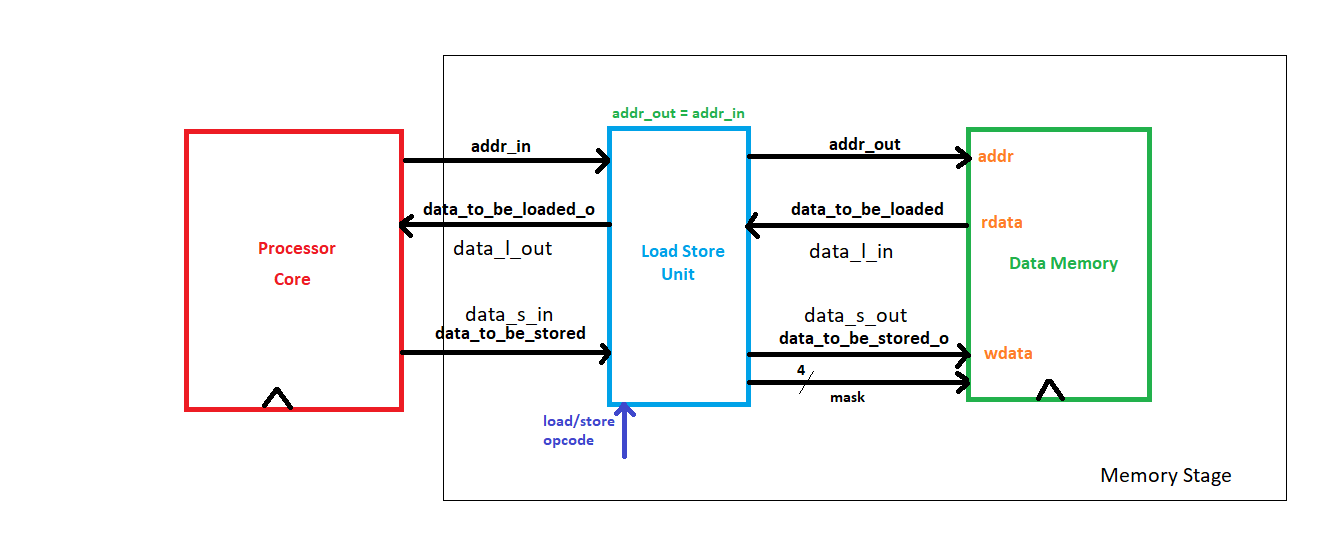 addr_out = addr_in
addr_in
addr_out
addr
data_to_be_loaded_o
data_to_be_loaded
rdata
data_l_out
data_l_in
Processor
Core
Load Store
Unit
Data Memory
data_s_in
data_to_be_stored
data_s_out
data_to_be_stored_o
wdata
4
mask
load/store
opcode
Memory Stage